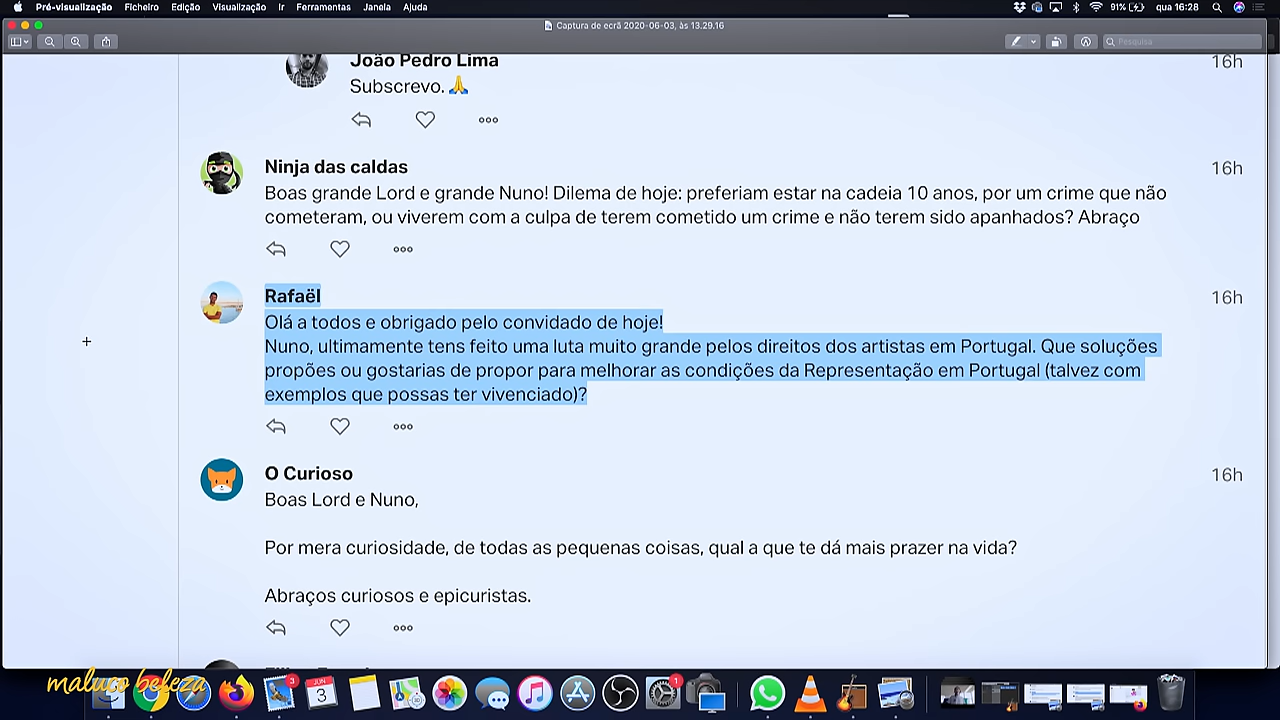 Pré-visualização Ficheiro Edição Visualização Ir Ferramentas Janela Ajuda 91% qua 16:28
Captura de ecrã 2020-06-03, às 13.29.16
Pesquisa
João Pedro Lima 16h
Subscrevo. 🙏
Ninja das caldas 16h
Boas grande Lord e grande Nuno! Dilema de hoje: preferiam estar na cadeia 10 anos, por um crime que não
cometeram, ou viverem com a culpa de terem cometido um crime e não terem sido apanhados? Abraço
Rafaël 16h
Olá a todos e obrigado pelo convidado de hoje!
Nuno, ultimamente tens feito uma luta muito grande pelos direitos dos artistas em Portugal. Que soluções
propões ou gostarias de propor para melhorar as condições da Representação em Portugal (talvez com
exemplos que possas ter vivenciado)?
O Curioso 16h
Boas Lord e Nuno,
Por mera curiosidade, de todas as pequenas coisas, qual a que te dá mais prazer na vida?
Abraços curiosos e epicuristas.
maluco beleza
3
JUN
3
1